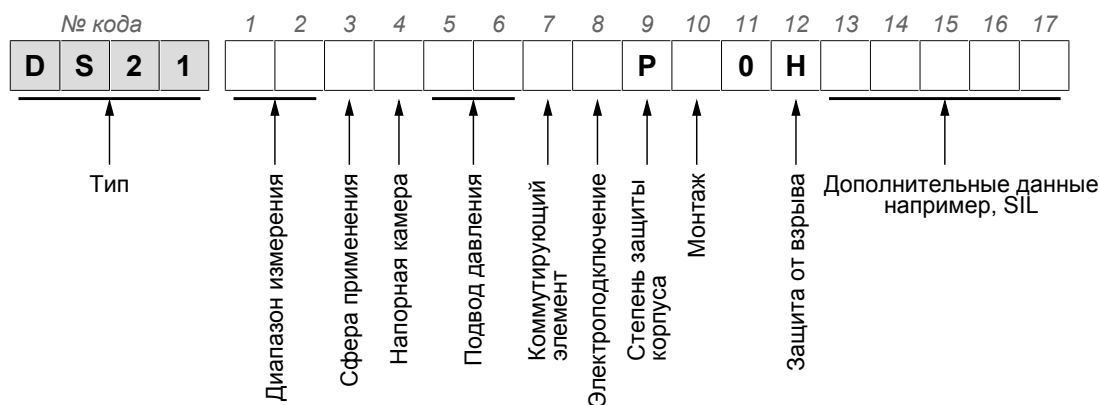 № кода 1 2 3 4 5 6 7 8 9 10 11 12 13 14 15 16 17
D S 2 1 P 0 H
Тип
Диапазон измерения
Сфера применения
Напорная камера
Подвод давления
Коммутирующий
элемент
Электроподключение
Степень защиты
корпуса
Монтаж
Защита от взрыва
Дополнительные данные
например, SIL